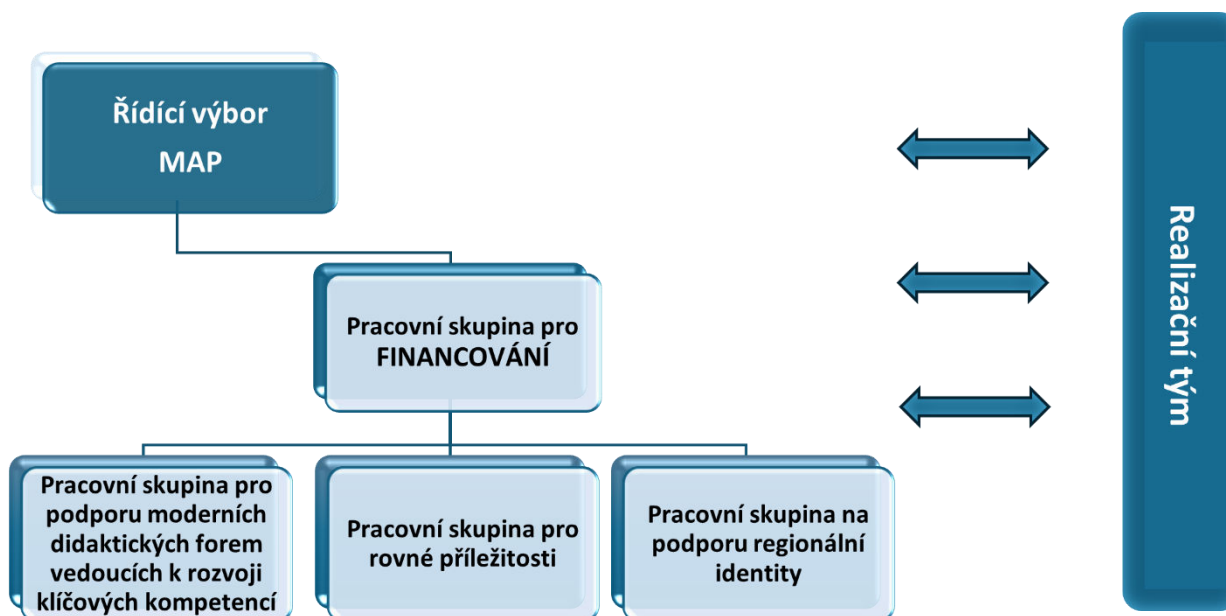 Řídící výbor
MAP
Pracovní skupina pro
FINANCOVÁNÍ
Pracovní skupina pro
podporu moderních
didaktických forem
vedoucích k rozvoji
klíčových kompetencí
Pracovní skupina pro
rovné příležitosti
Pracovní skupina na
podporu regionální
identity
Realizační tým